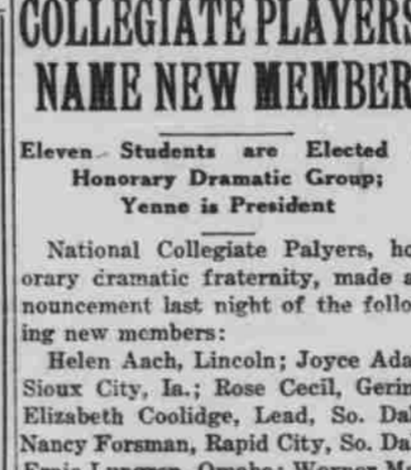 COLLEGIATE PLAYERS
NAME NEW MEMBER
Eleven Students are Elected
Honorary Dramatic Group;
Yenne is President
National Collegiate Palyers, ho
orary dramatic fraternity, made a
nouncement last night of the follo
ing new members:
Helen Aach, Lincoln; Joyce Ada
Sioux City, Ia.; Rose Cecil, Gerin
Elizabeth Coolidge, Lead, So. Da
Nancy Forsman, Rapid City, So. Da
Omaha;